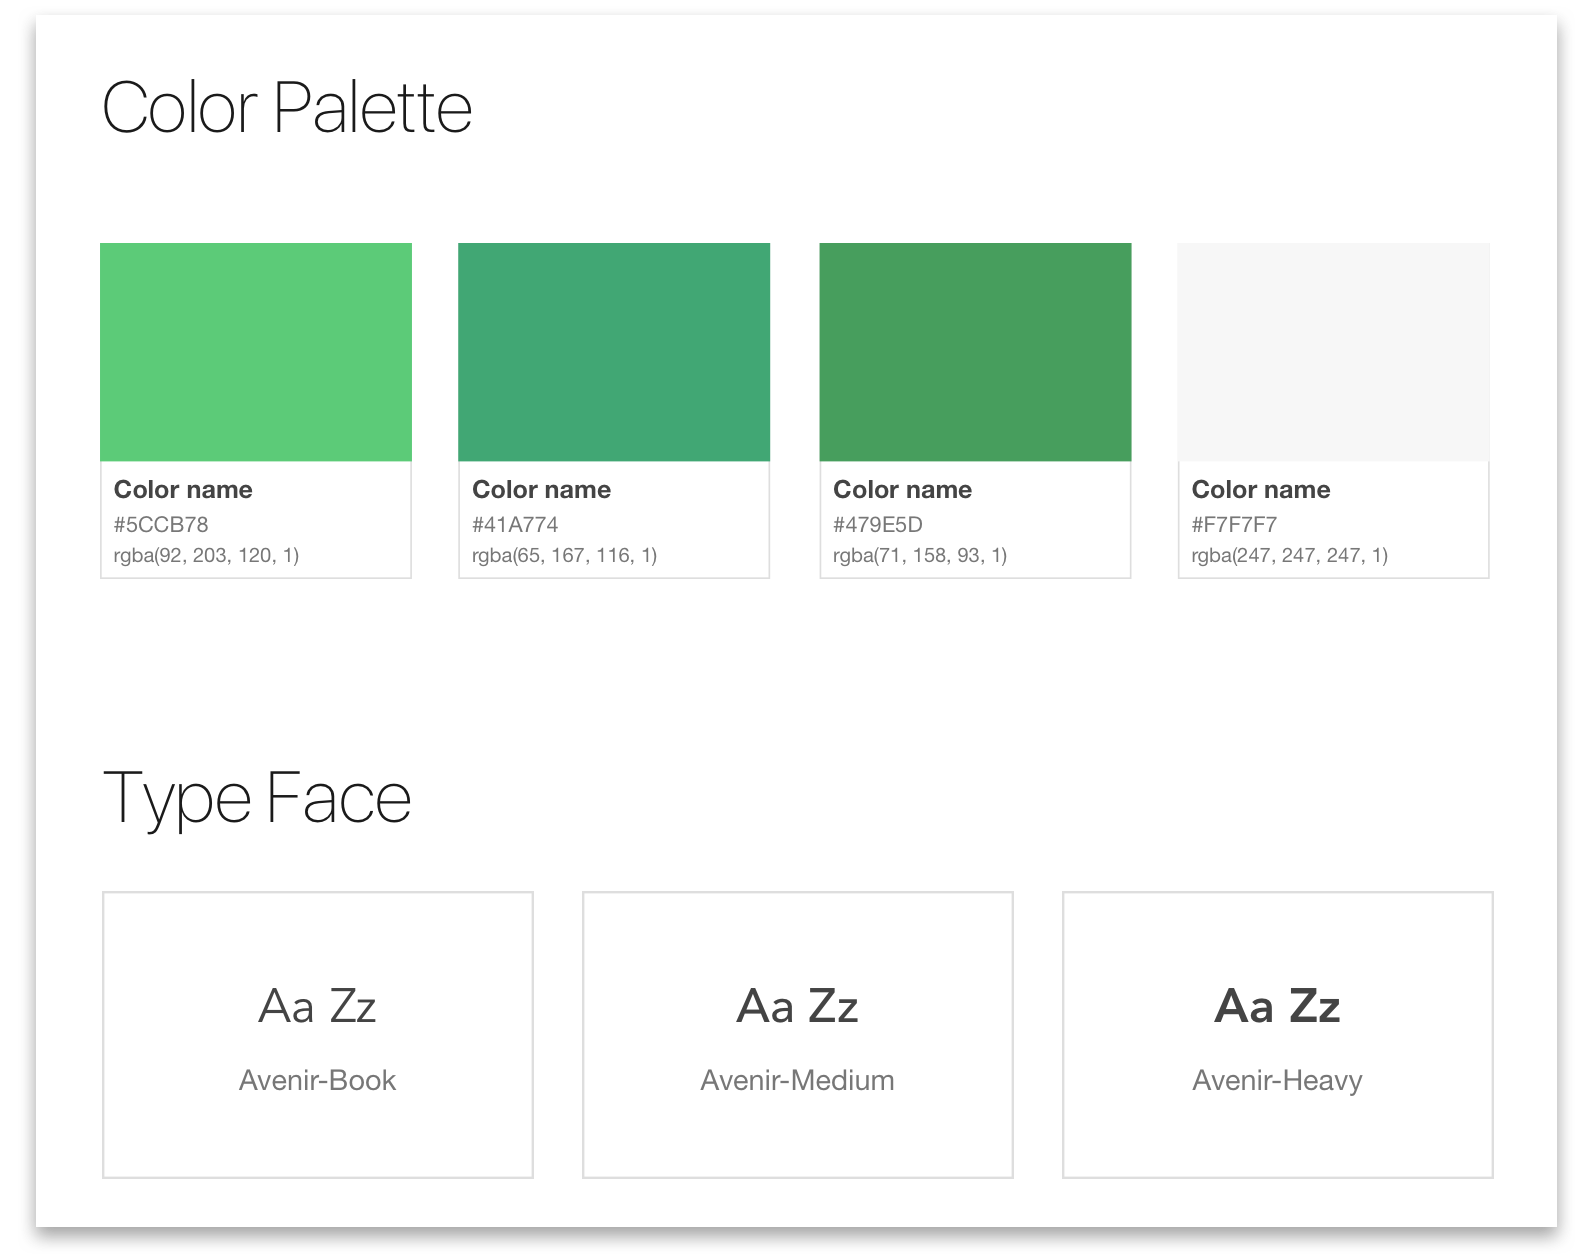 Color Palette
Color name
#5CCB78
rgba(92, 203, 120, 1)
Color name
#41A774
rgba(65, 167, 116, 1)
Color name
#479E5D
rgba(71, 158, 93, 1)
Color name
#F7F7F7
rgba(247, 247, 247, 1)
Type Face
Aa Zz
Avenir-Book
Aa Zz
Avenir-Medium
Aa Zz
Avenir-Heavy